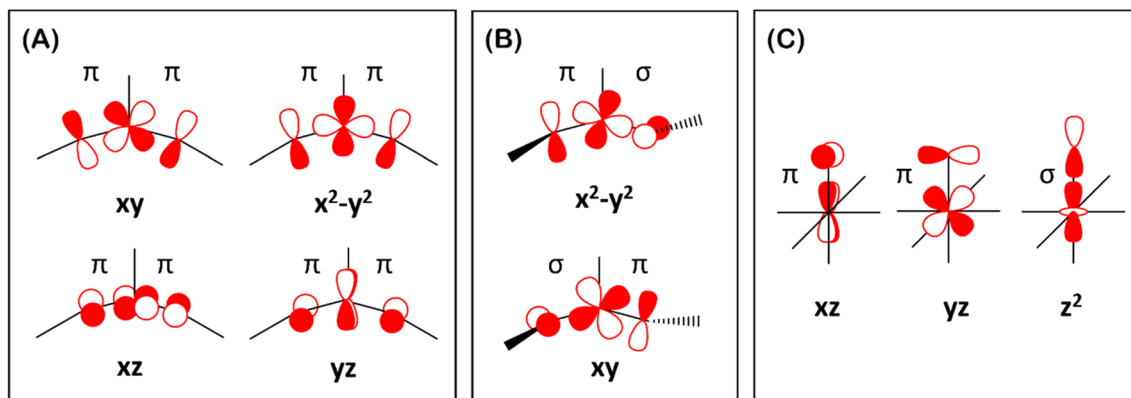 (A)
π π π π
xy x²-y²
π π π π
xz yz
(B)
π σ
x²-y²
σ π
xy
(C)
π π σ
xz yz z²